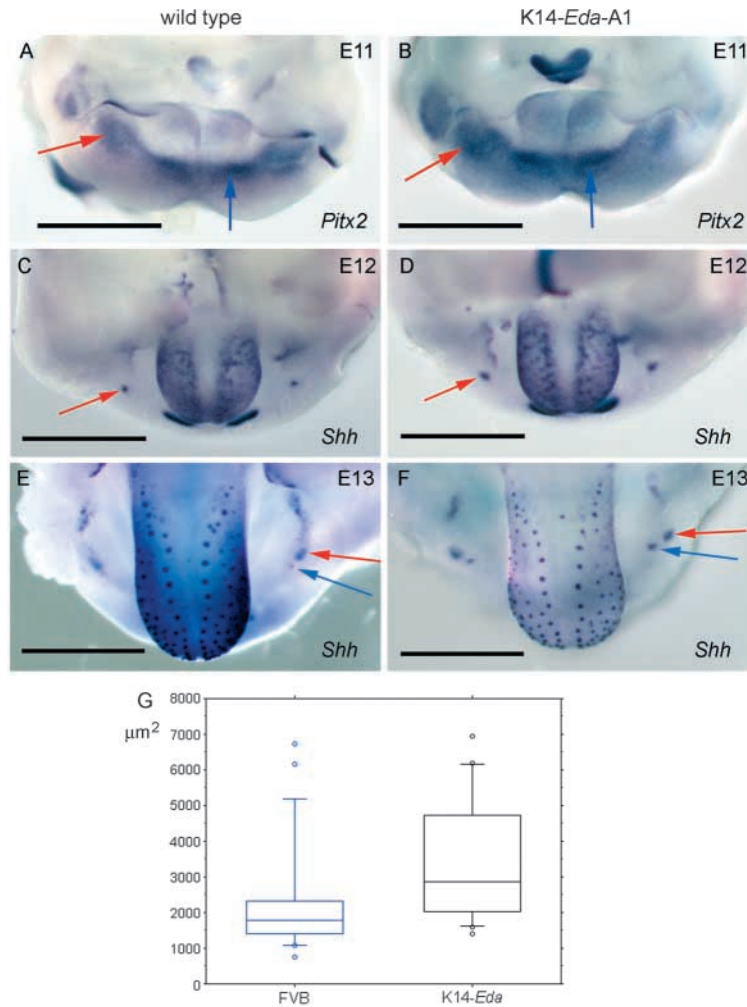 wild type K14-Eda-A1
A E11 B E11
Pitx2 Pitx2
C E12 D E12
Shh Shh
E E13 F E13
Shh Shh
G
μm²
8000
7000
6000
5000
4000
3000
2000
1000
0
FVB K14-Eda